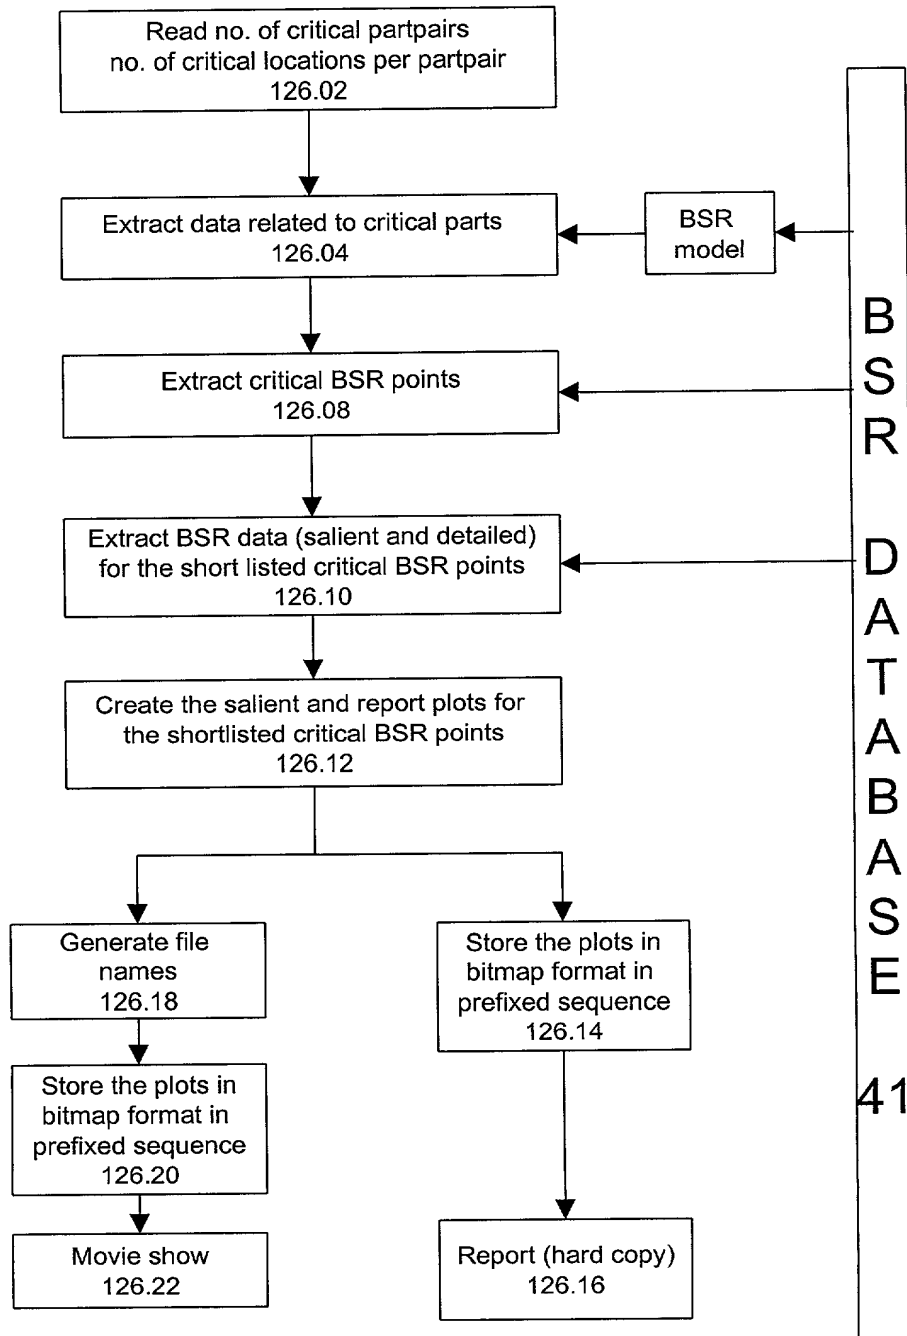 Read no. of critical partpairs
no. of critical locations per partpair
126.02
Extract data related to critical parts
126.04
BSR
model
Extract critical BSR points
126.08
Extract BSR data (salient and detailed)
for the short listed critical BSR points
126.10
Create the salient and report plots for
the shortlisted critical BSR points
126.12
Generate file
names
126.18
Store the plots in
bitmap format in
prefixed sequence
126.20
Movie show
126.22
Store the plots in
bitmap format in
prefixed sequence
126.14
Report (hard copy)
126.16
BSR DATABASE 41